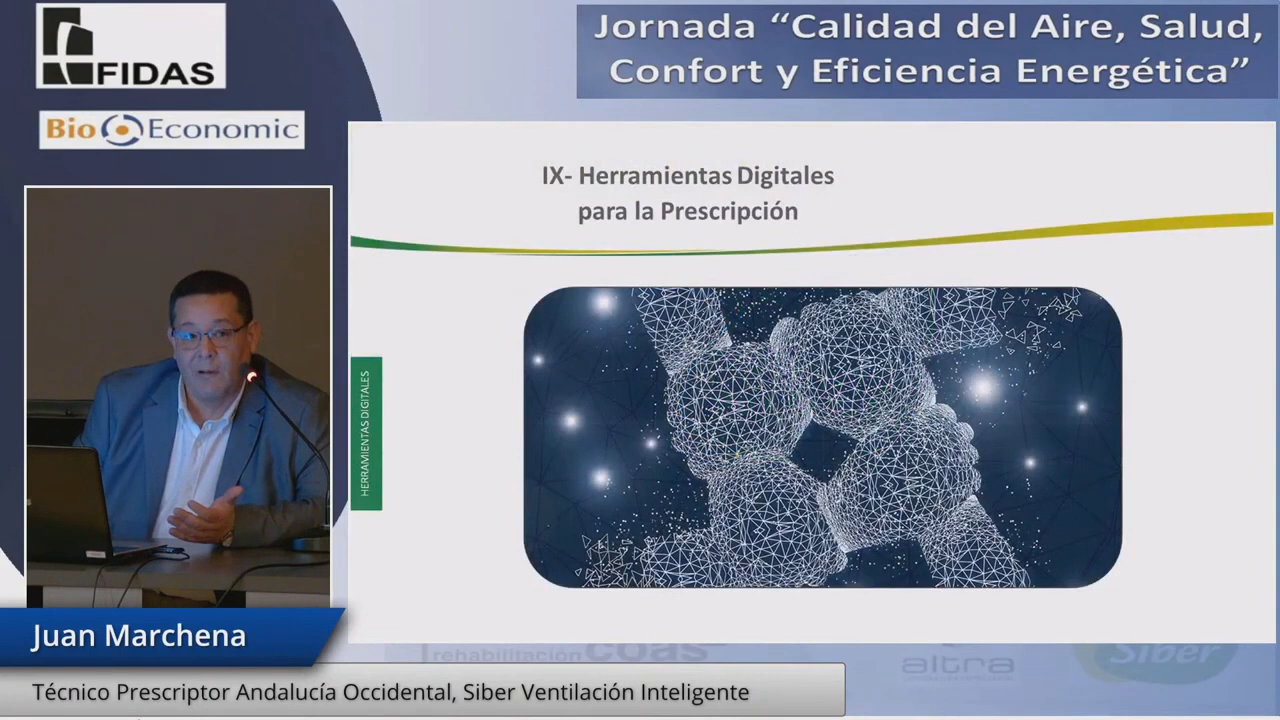 FIDAS
Bio Economic
Jornada “Calidad del Aire, Salud,
Confort y Eficiencia Energética”
IX- Herramientas Digitales
para la Prescripción
HERRAMIENTAS DIGITALES
Juan Marchena
Técnico Prescriptor Andalucía Occidental, Siber Ventilación Inteligente
rehabilitación coas
altra
Siber